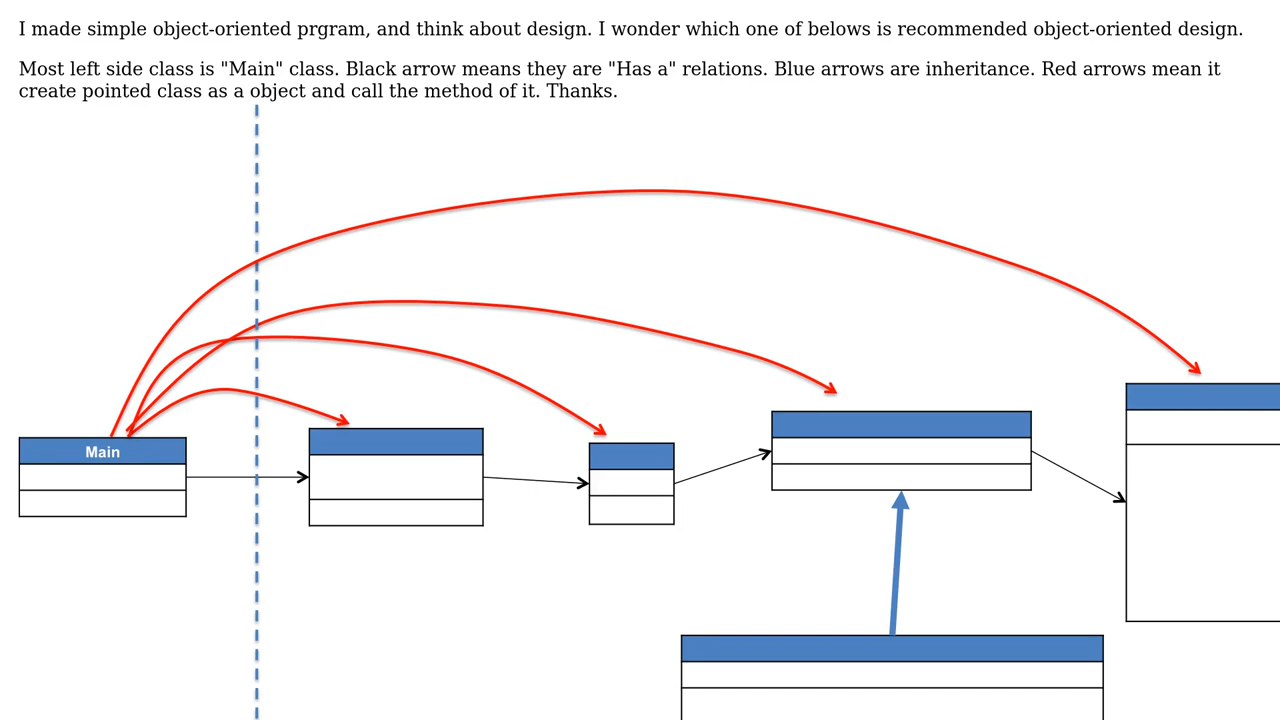 I made simple object-oriented prgram, and think about design. I wonder which one of belows is recommended object-oriented design.
Most left side class is "Main" class. Black arrow means they are "Has a" relations. Blue arrows are inheritance. Red arrows mean it
create pointed class as a object and call the method of it. Thanks.
Main